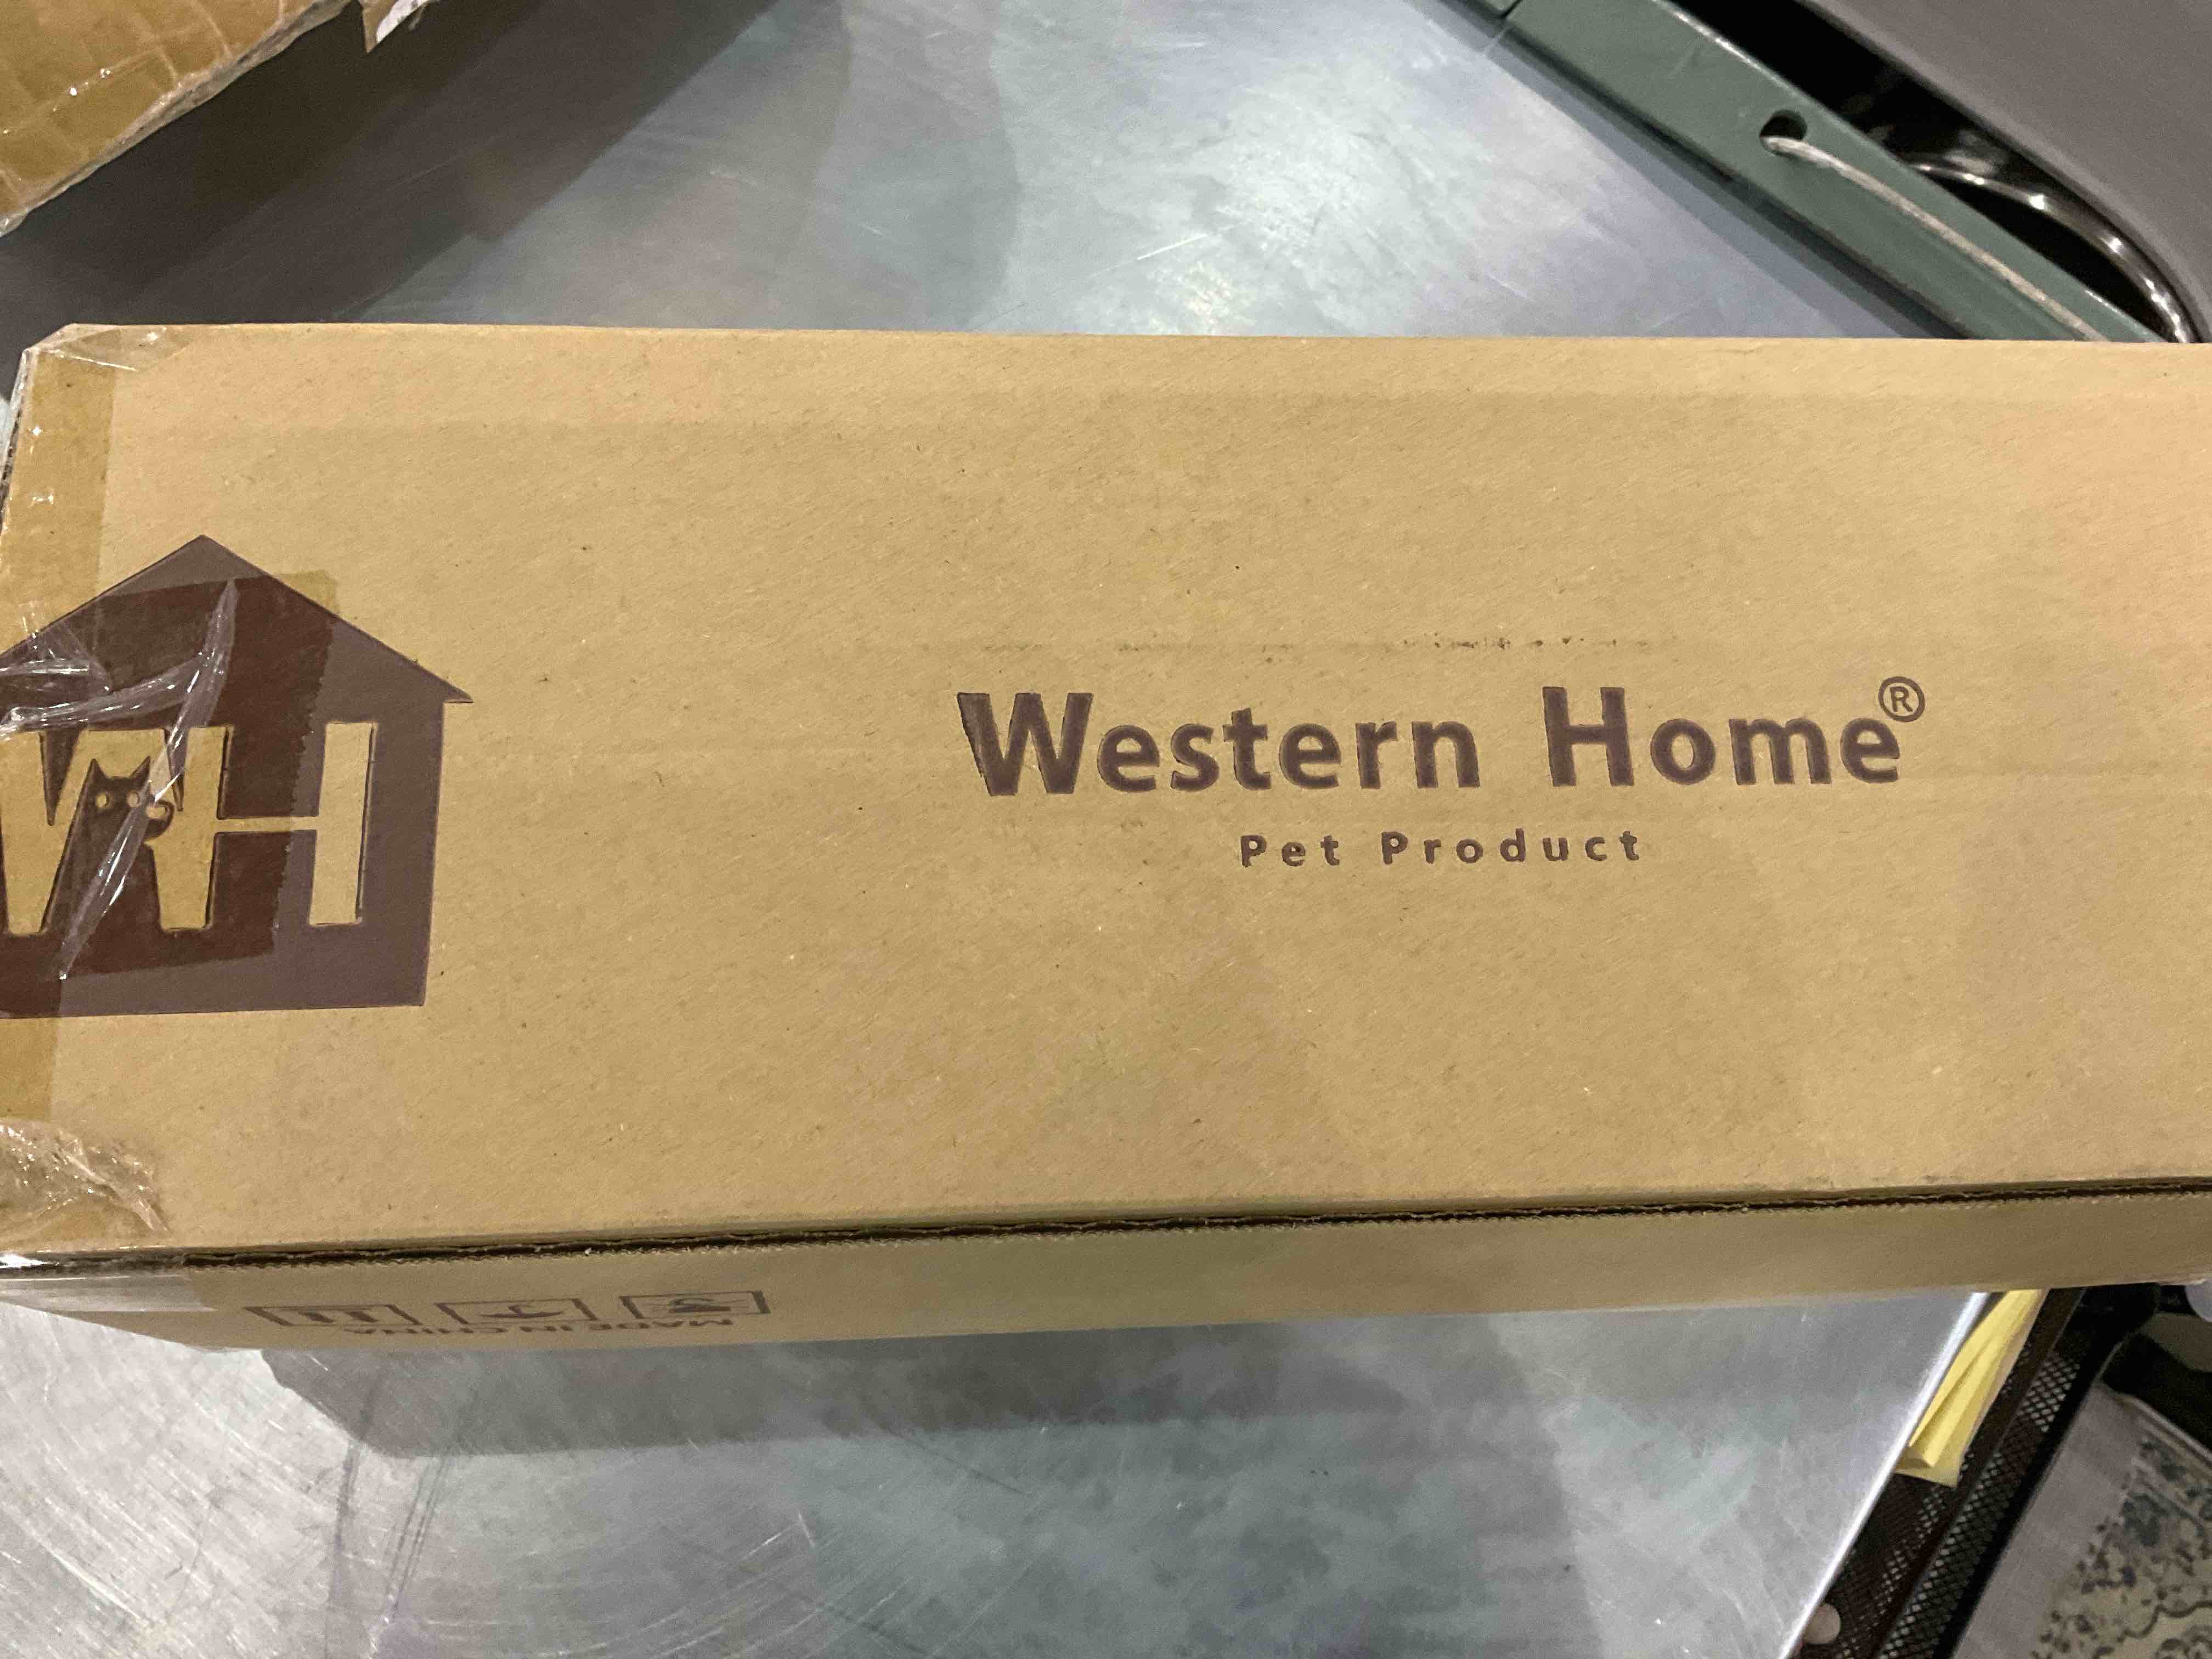 WH
Western Home®
Pet Product
MADE IN CHINA